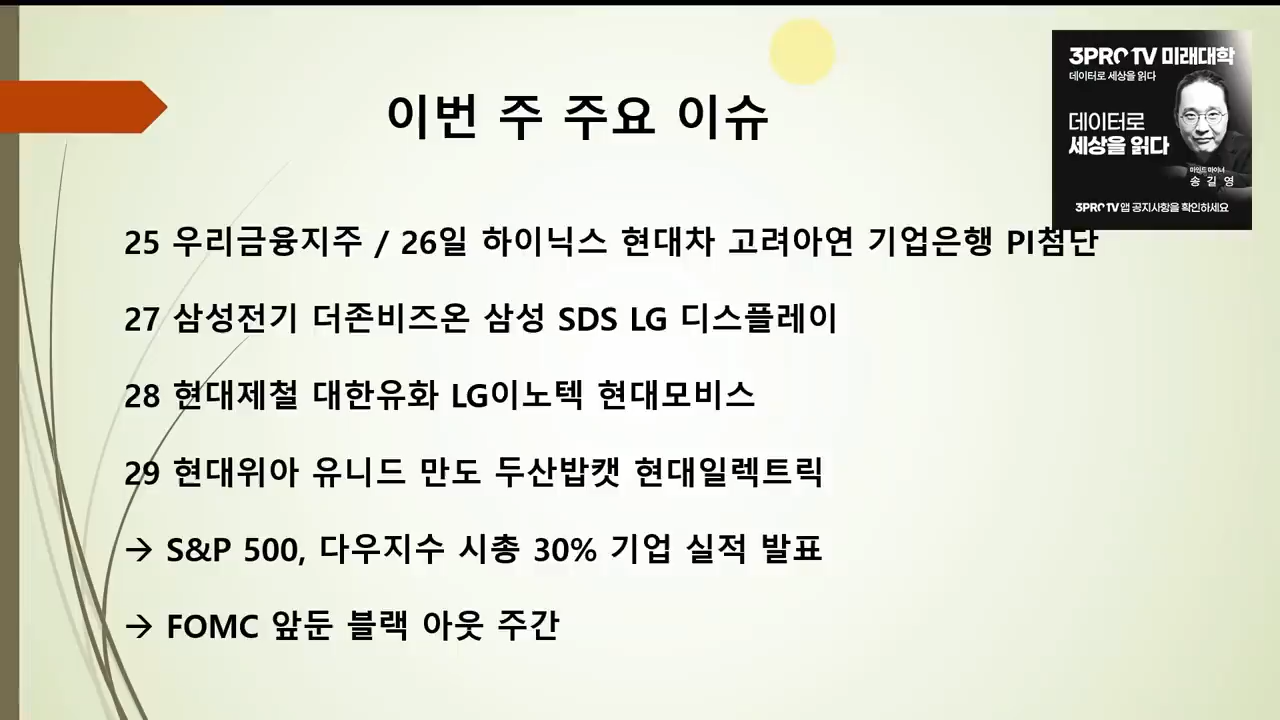 이번 주 주요 이슈
25 우리금융지주 / 26일 하이닉스 현대차 고려아연 기업은행 PI첨단
27 삼성전기 더존비즈온 삼성 SDS LG 디스플레이
28 현대제철 대한유화 LG이노텍 현대모비스
29 현대위아 유니드 만도 두산밥캣 현대일렉트릭
→ S&P 500, 다우지수 시총 30% 기업 실적 발표
→ FOMC 앞둔 블랙 아웃 주간
3PRO TV 미래대학
데이터로 세상을 읽다
데이터로
세상을 읽다
마인드 마이너
송길영
3PRO TV 앱 공지사항을 확인하세요